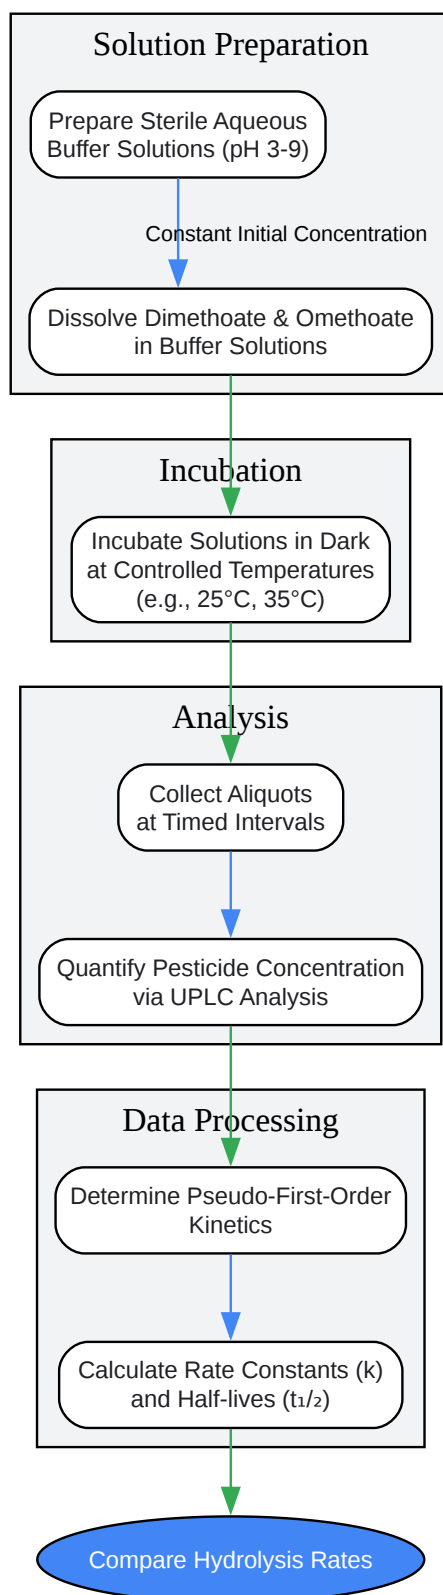 Solution Preparation
Prepare Sterile Aqueous
Buffer Solutions (pH 3-9)
Constant Initial Concentration
Dissolve Dimethoate & Omethoate
in Buffer Solutions
Incubation
Incubate Solutions in Dark
at Controlled Temperatures
(e.g., 25°C, 35°C)
Analysis
Collect Aliquots
at Timed Intervals
Quantify Pesticide Concentration
via UPLC Analysis
Data Processing
Determine Pseudo-First-Order
Kinetics
Calculate Rate Constants (k)
and Half-lives (t₁/₂)
Compare Hydrolysis Rates